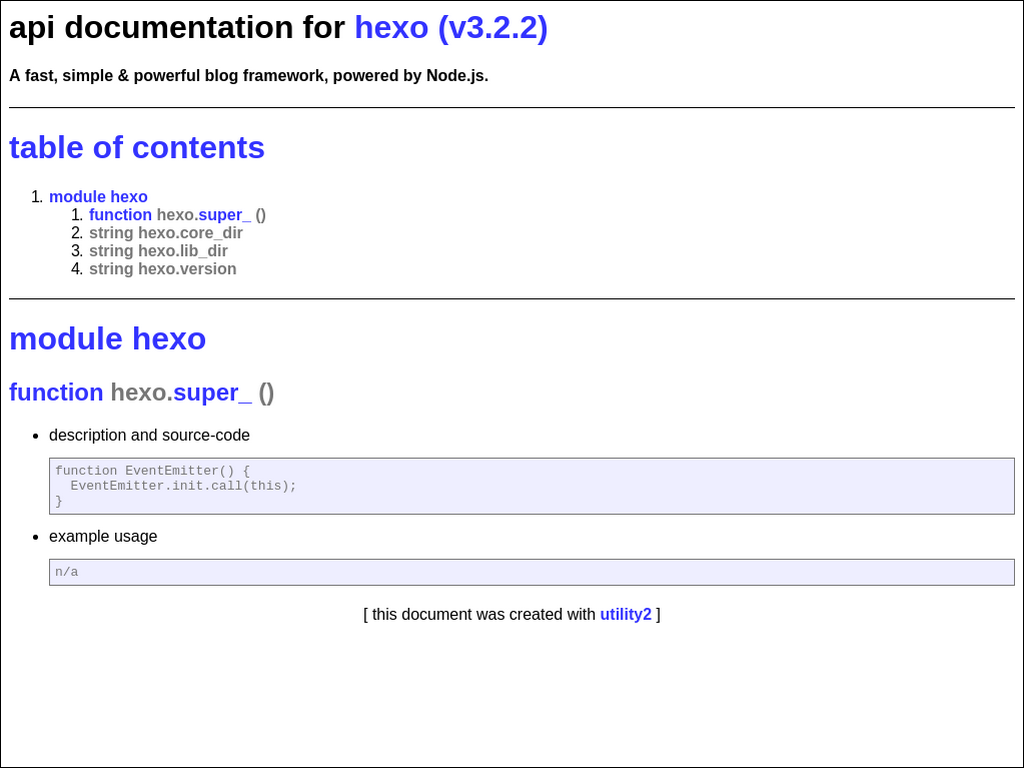 api documentation for hexo (v3.2.2)
A fast, simple & powerful blog framework, powered by Node.js.
table of contents
1. module hexo
1. function hexo.super_ ()
2. string hexo.core_dir
3. string hexo.lib_dir
4. string hexo.version
module hexo
function hexo.super_ ()
• description and source-code
function EventEmitter() {
  EventEmitter.init.call(this);
}
• example usage
n/a
[ this document was created with utility2 ]